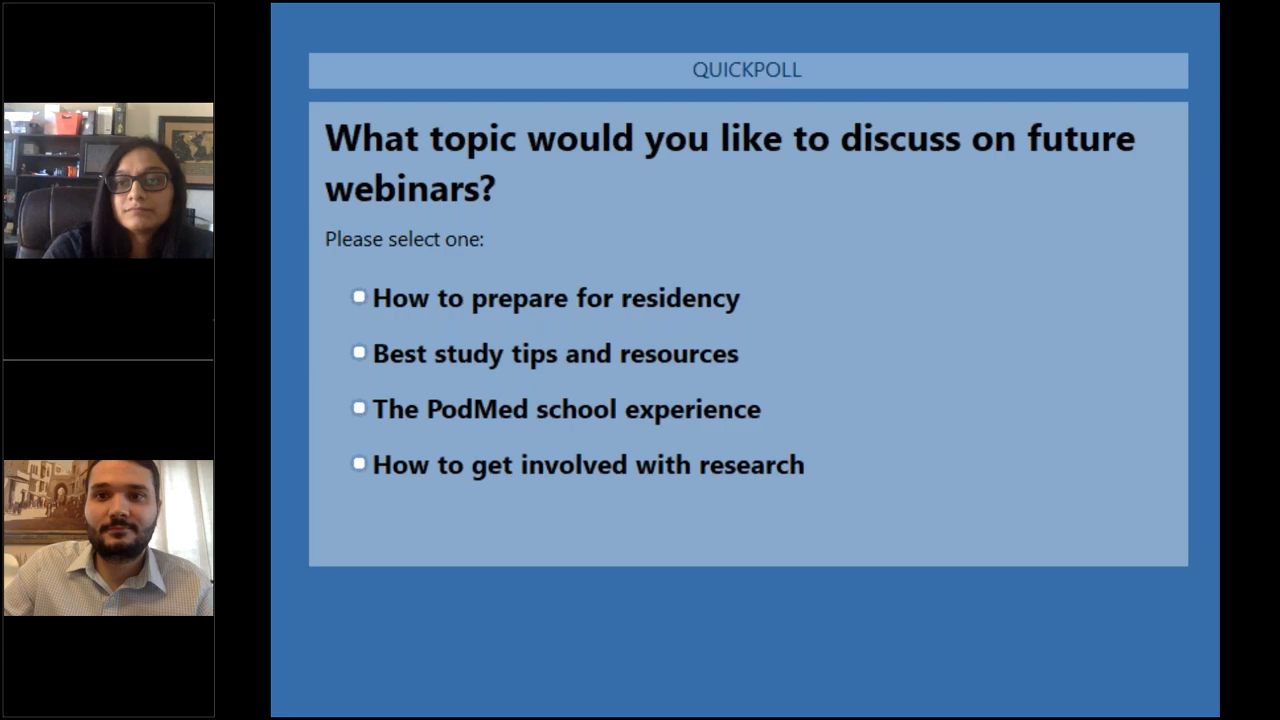 QUICKPOLL
What topic would you like to discuss on future
webinars?
Please select one:
How to prepare for residency
Best study tips and resources
The PodMed school experience
How to get involved with research